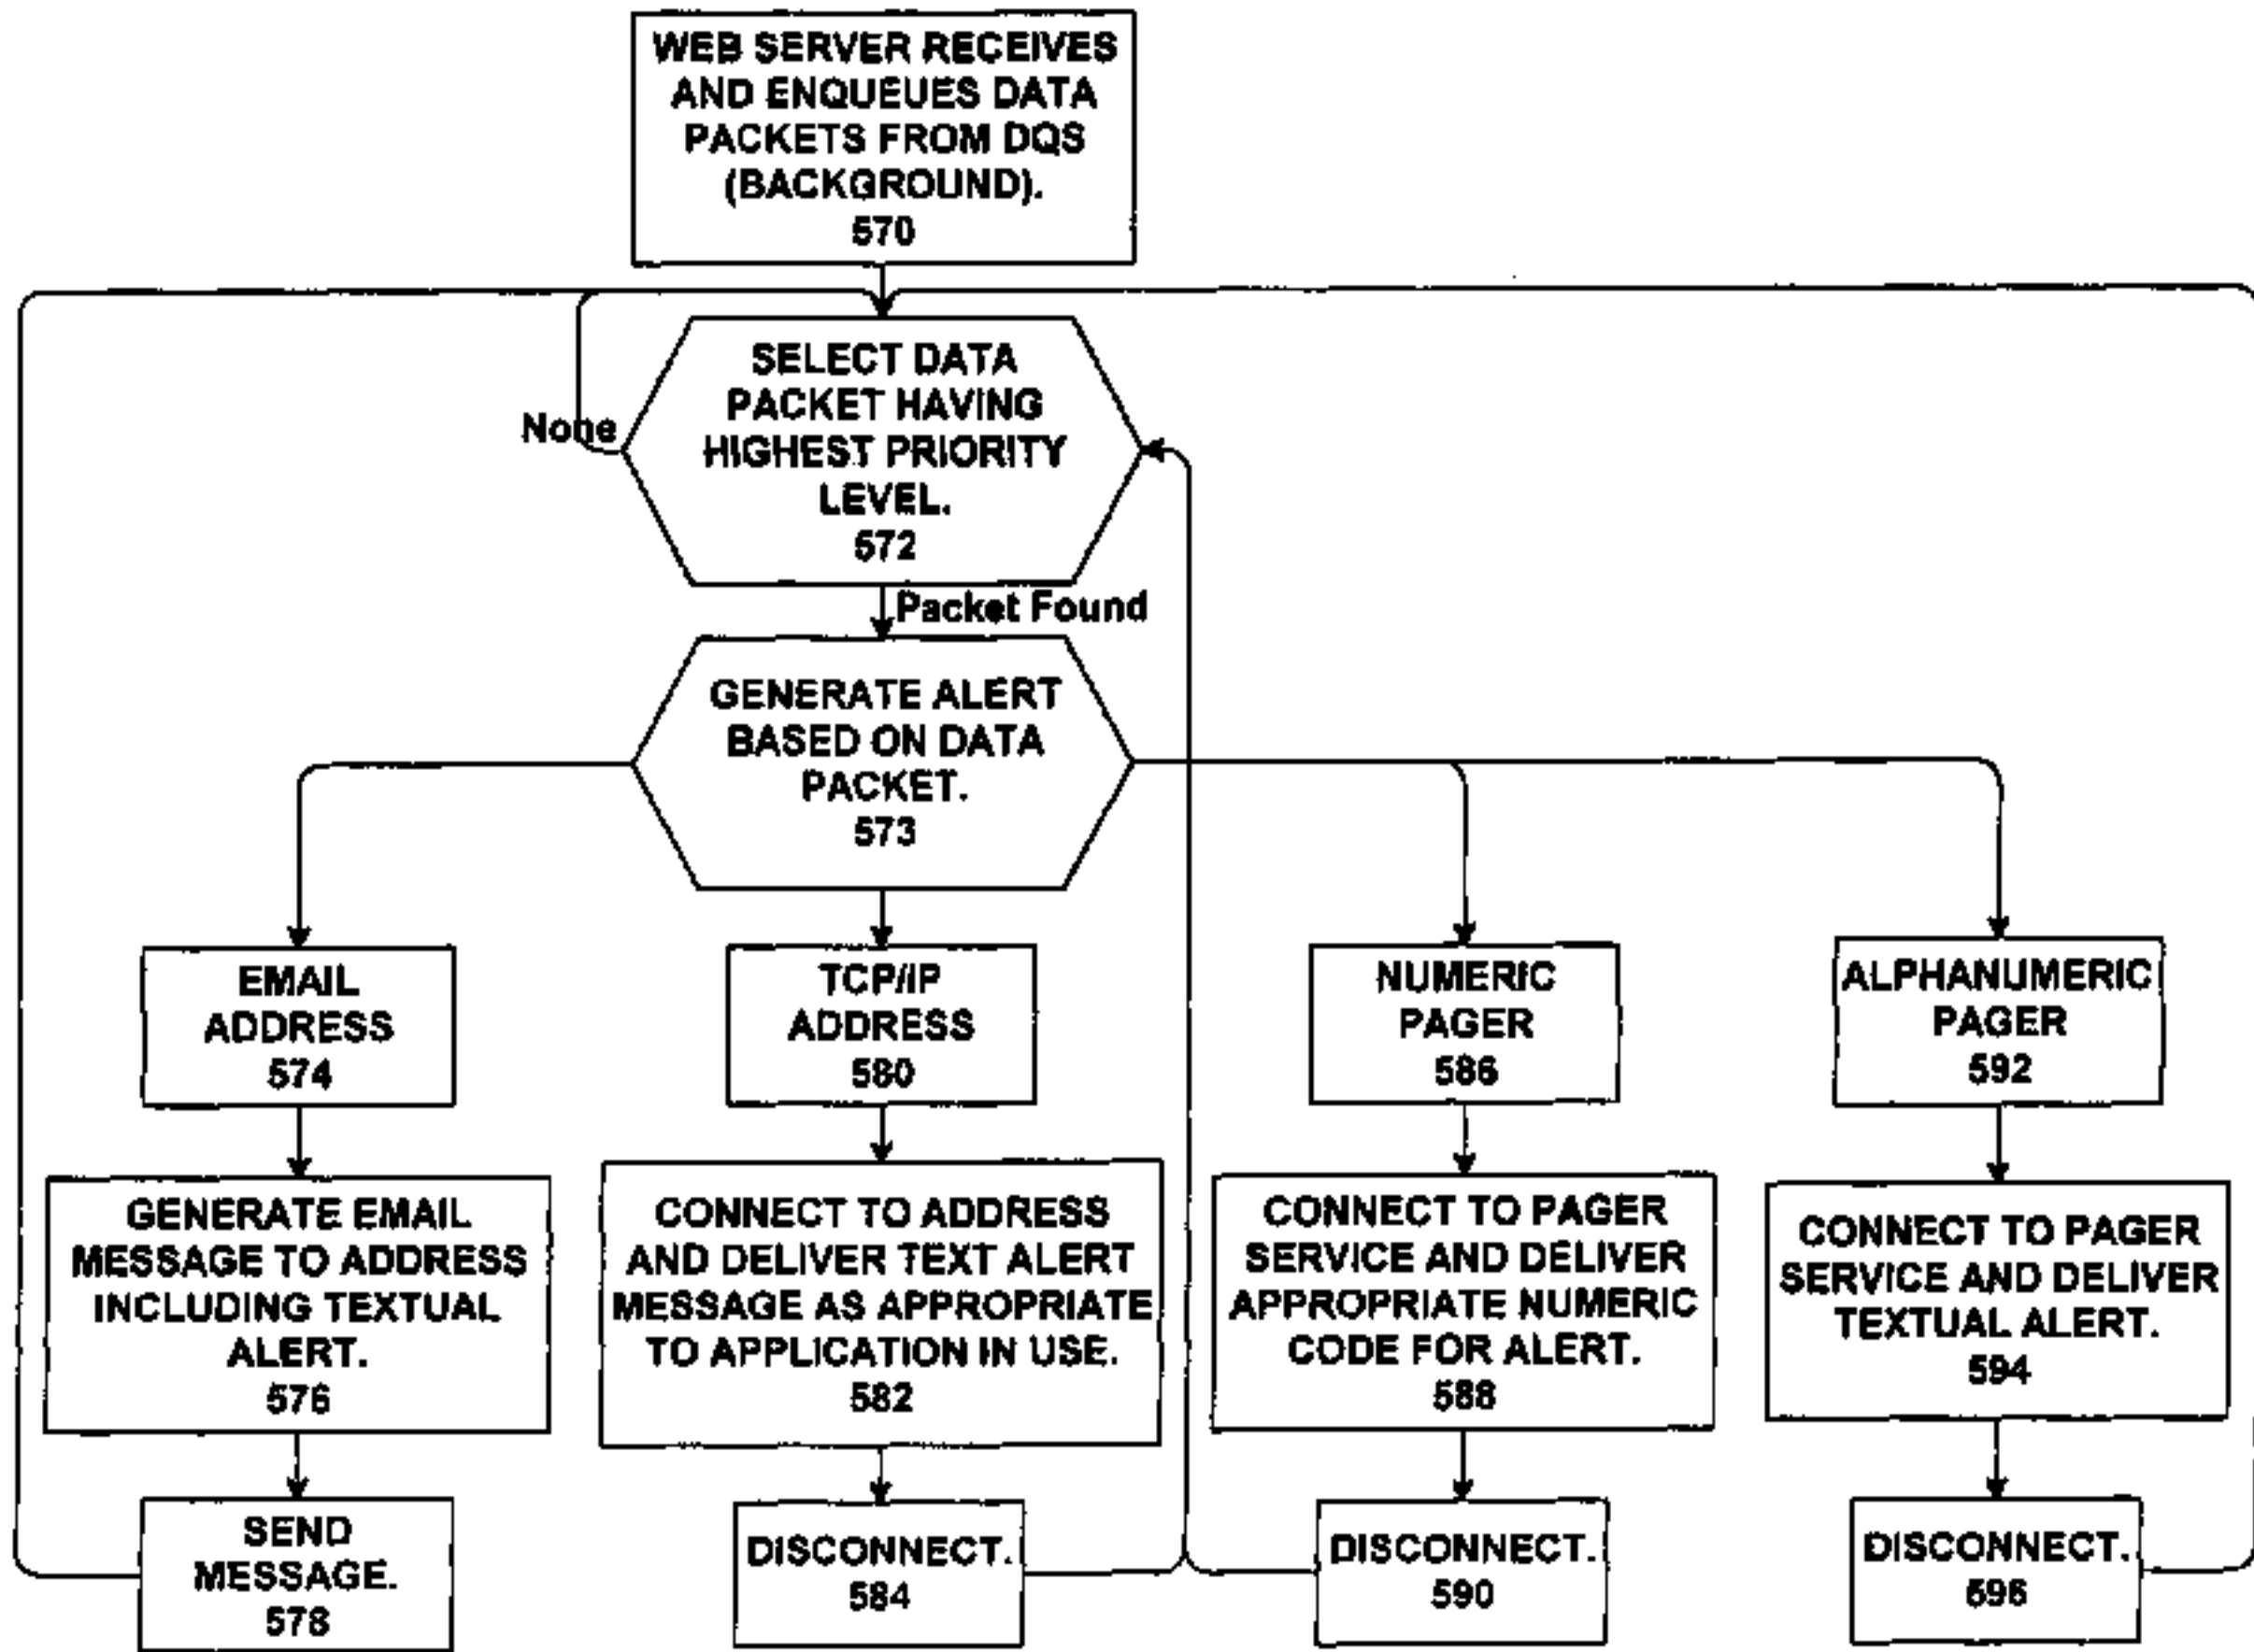 WEB SERVER RECEIVES
AND ENQUEUES DATA
PACKETS FROM DQS
(BACKGROUND).
570
SELECT DATA
PACKET HAVING
HIGHEST PRIORITY
LEVEL.
572
None
Packet Found
GENERATE ALERT
BASED ON DATA
PACKET.
573
EMAIL
ADDRESS
574
GENERATE EMAIL
MESSAGE TO ADDRESS
INCLUDING TEXTUAL
ALERT.
576
SEND
MESSAGE.
578
TCP/IP
ADDRESS
580
CONNECT TO ADDRESS
AND DELIVER TEXT ALERT
MESSAGE AS APPROPRIATE
TO APPLICATION IN USE.
582
DISCONNECT.
584
NUMERIC
PAGER
586
CONNECT TO PAGER
SERVICE AND DELIVER
APPROPRIATE NUMERIC
CODE FOR ALERT.
588
DISCONNECT.
590
ALPHANUMERIC
PAGER
592
CONNECT TO PAGER
SERVICE AND DELIVER
TEXTUAL ALERT.
594
DISCONNECT.
596